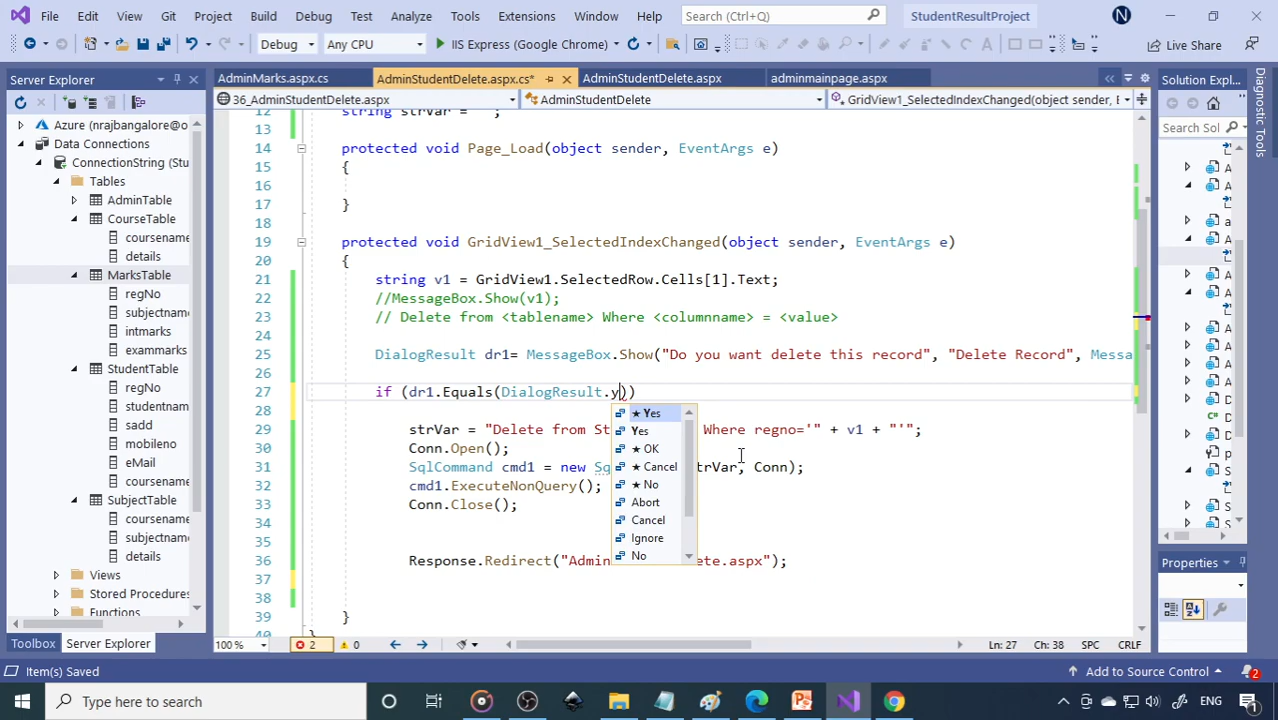 File Edit View Git Project Build Debug Test Analyze Tools Extensions Window Help Search (Ctrl+Q) StudentResultProject N
Debug Any CPU IIS Express (Google Chrome) Live Share
Server Explorer
AdminMarks.aspx.cs AdminStudentDelete.aspx.cs* AdminStudentDelete.aspx adminmainpage.aspx
Solution Expl...
36_AdminStudentDelete.aspx AdminStudentDelete GridView1_SelectedIndexChanged(object sender, E
Search Sol
Diagnostic Tools
Azure (nrajbangalore@o
Data Connections
ConnectionString (Stu
Tables
AdminTable
CourseTable
coursename
details
MarksTable
regNo
subjectname
intmarks
exammarks
StudentTable
regNo
studentname
sadd
mobileno
eMail
coursename
SubjectTable
coursename
subjectname
details
Views
Stored Procedures
Functions
Toolbox Server Explorer
12 string strVar = ;
13
14 protected void Page_Load(object sender, EventArgs e)
15 {
16
17 }
18
19 protected void GridView1_SelectedIndexChanged(object sender, EventArgs e)
20 {
21 string v1 = GridView1.SelectedRow.Cells[1].Text;
22 //MessageBox.Show(v1);
23 // Delete from <tablename> Where <columnname> = <value>
24
25 DialogResult dr1= MessageBox.Show("Do you want delete this record", "Delete Record", Messa
26
27 if (dr1.Equals(DialogResult.y))
28
29 strVar = "Delete from St Where regno='" + v1 + "'";
30 Conn.Open();
31 SqlCommand cmd1 = new Sq trVar, Conn);
32 cmd1.ExecuteNonQuery();
33 Conn.Close();
34
35
36 Response.Redirect("Admin ete.aspx");
37
38
39 }
40 }
★ Yes
Yes
★ OK
★ Cancel
★ No
Abort
Cancel
Ignore
No
Properties
100 % 2 0 Ln: 27 Ch: 38 SPC CRLF
Item(s) Saved Add to Source Control 2
Type here to search ENG 1